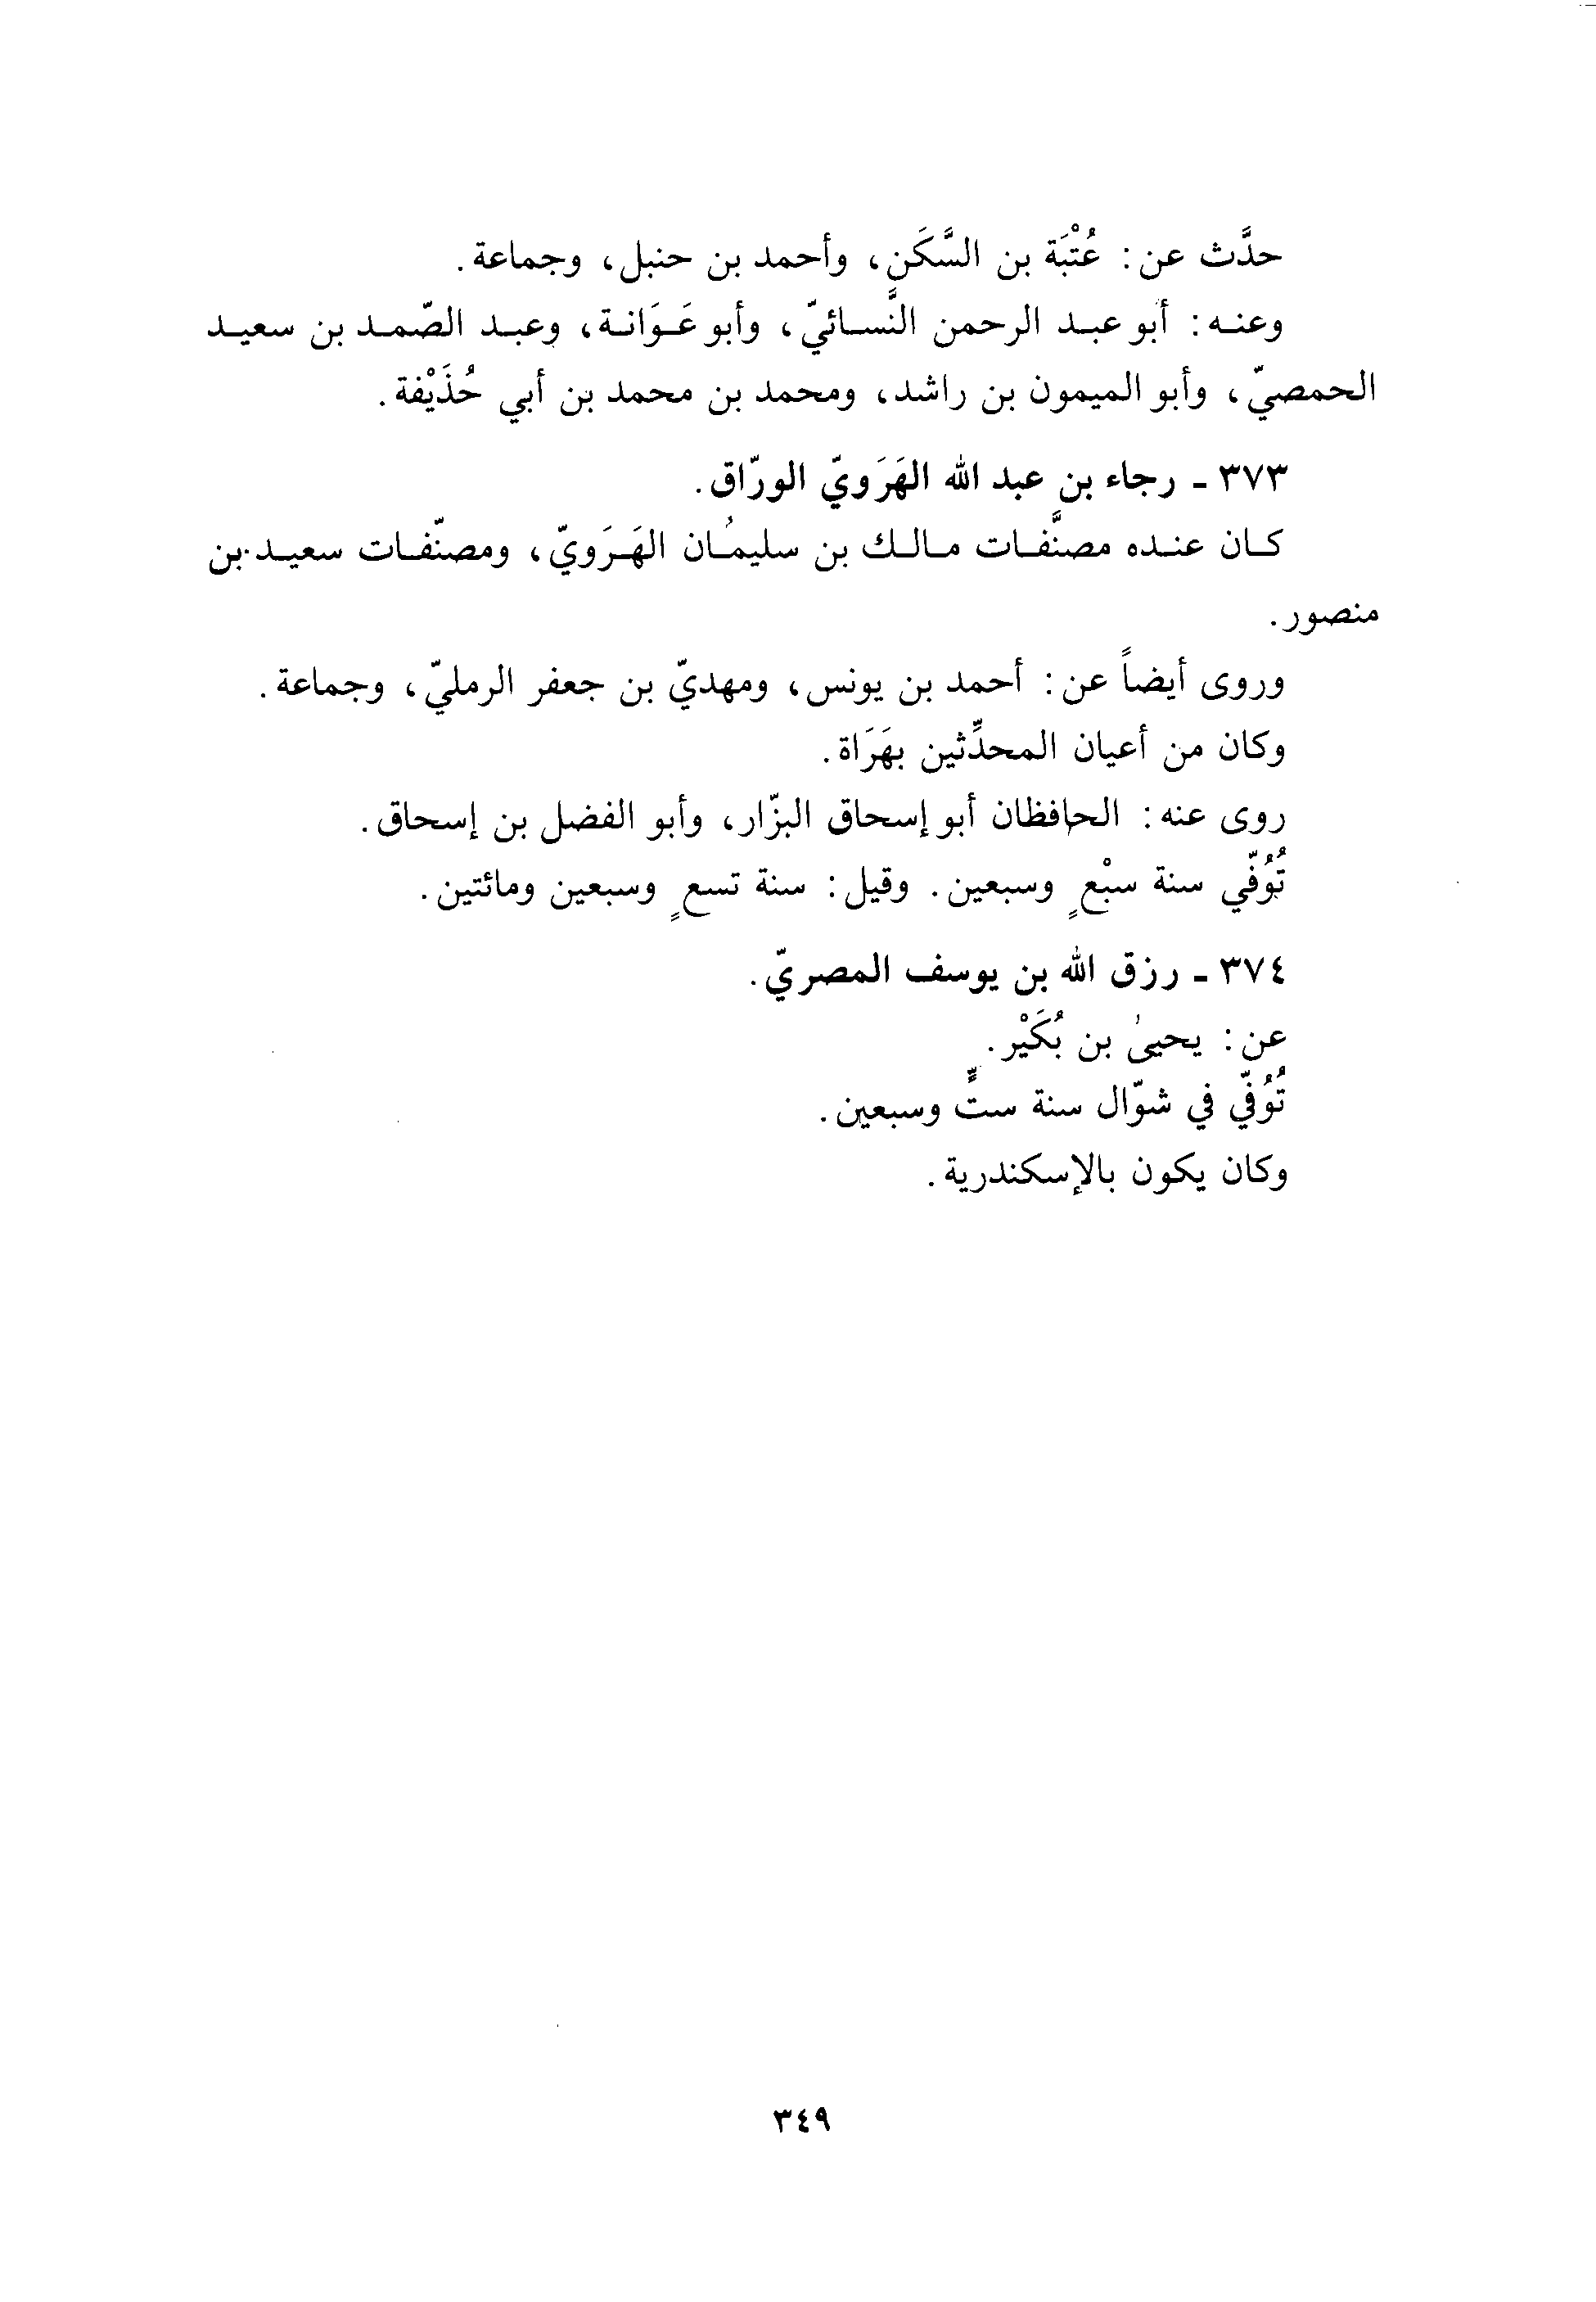 حدَّث عن: عُتْبَة بن السَّكَنِ، وأحمد بن حنبل، وجماعة.
وعنه: أبو عبد الرحمن النَّسائيّ، وأبو عَوَانة، وعبد الصّمد بن سعيد
الحمصيّ، وأبو الميمون بن راشد، ومحمد بن محمد بن أبي حُذَيْفة.
٣٧٣ ـ رجاء بن عبد الله الهَرَويّ الورّاق.
كان عنده مصنَّفات مالك بن سليمُان الهَرَويّ، ومصنّفات سعيد بن
منصور.
وروى أيضاً عن: أحمد بن يونس، ومهديّ بن جعفر الرمليّ، وجماعة.
وكان من أعيان المحدِّثين بهَرَاة.
روى عنه: الحافظان أبو إسحاق البزّار، وأبو الفضل بن إسحاق.
تُوُفّي سنة سبْعٍ وسبعين. وقيل: سنة تسعٍ وسبعين ومائتين.
٣٧٤ ـ رزق الله بن يوسف المصريّ.
عن: يحيىٰ بن بُكَيْر.
تُوُفّي في شوّال سنة ستٍّ وسبعين.
وكان يكون بالإسكندرية.
٣٤٩